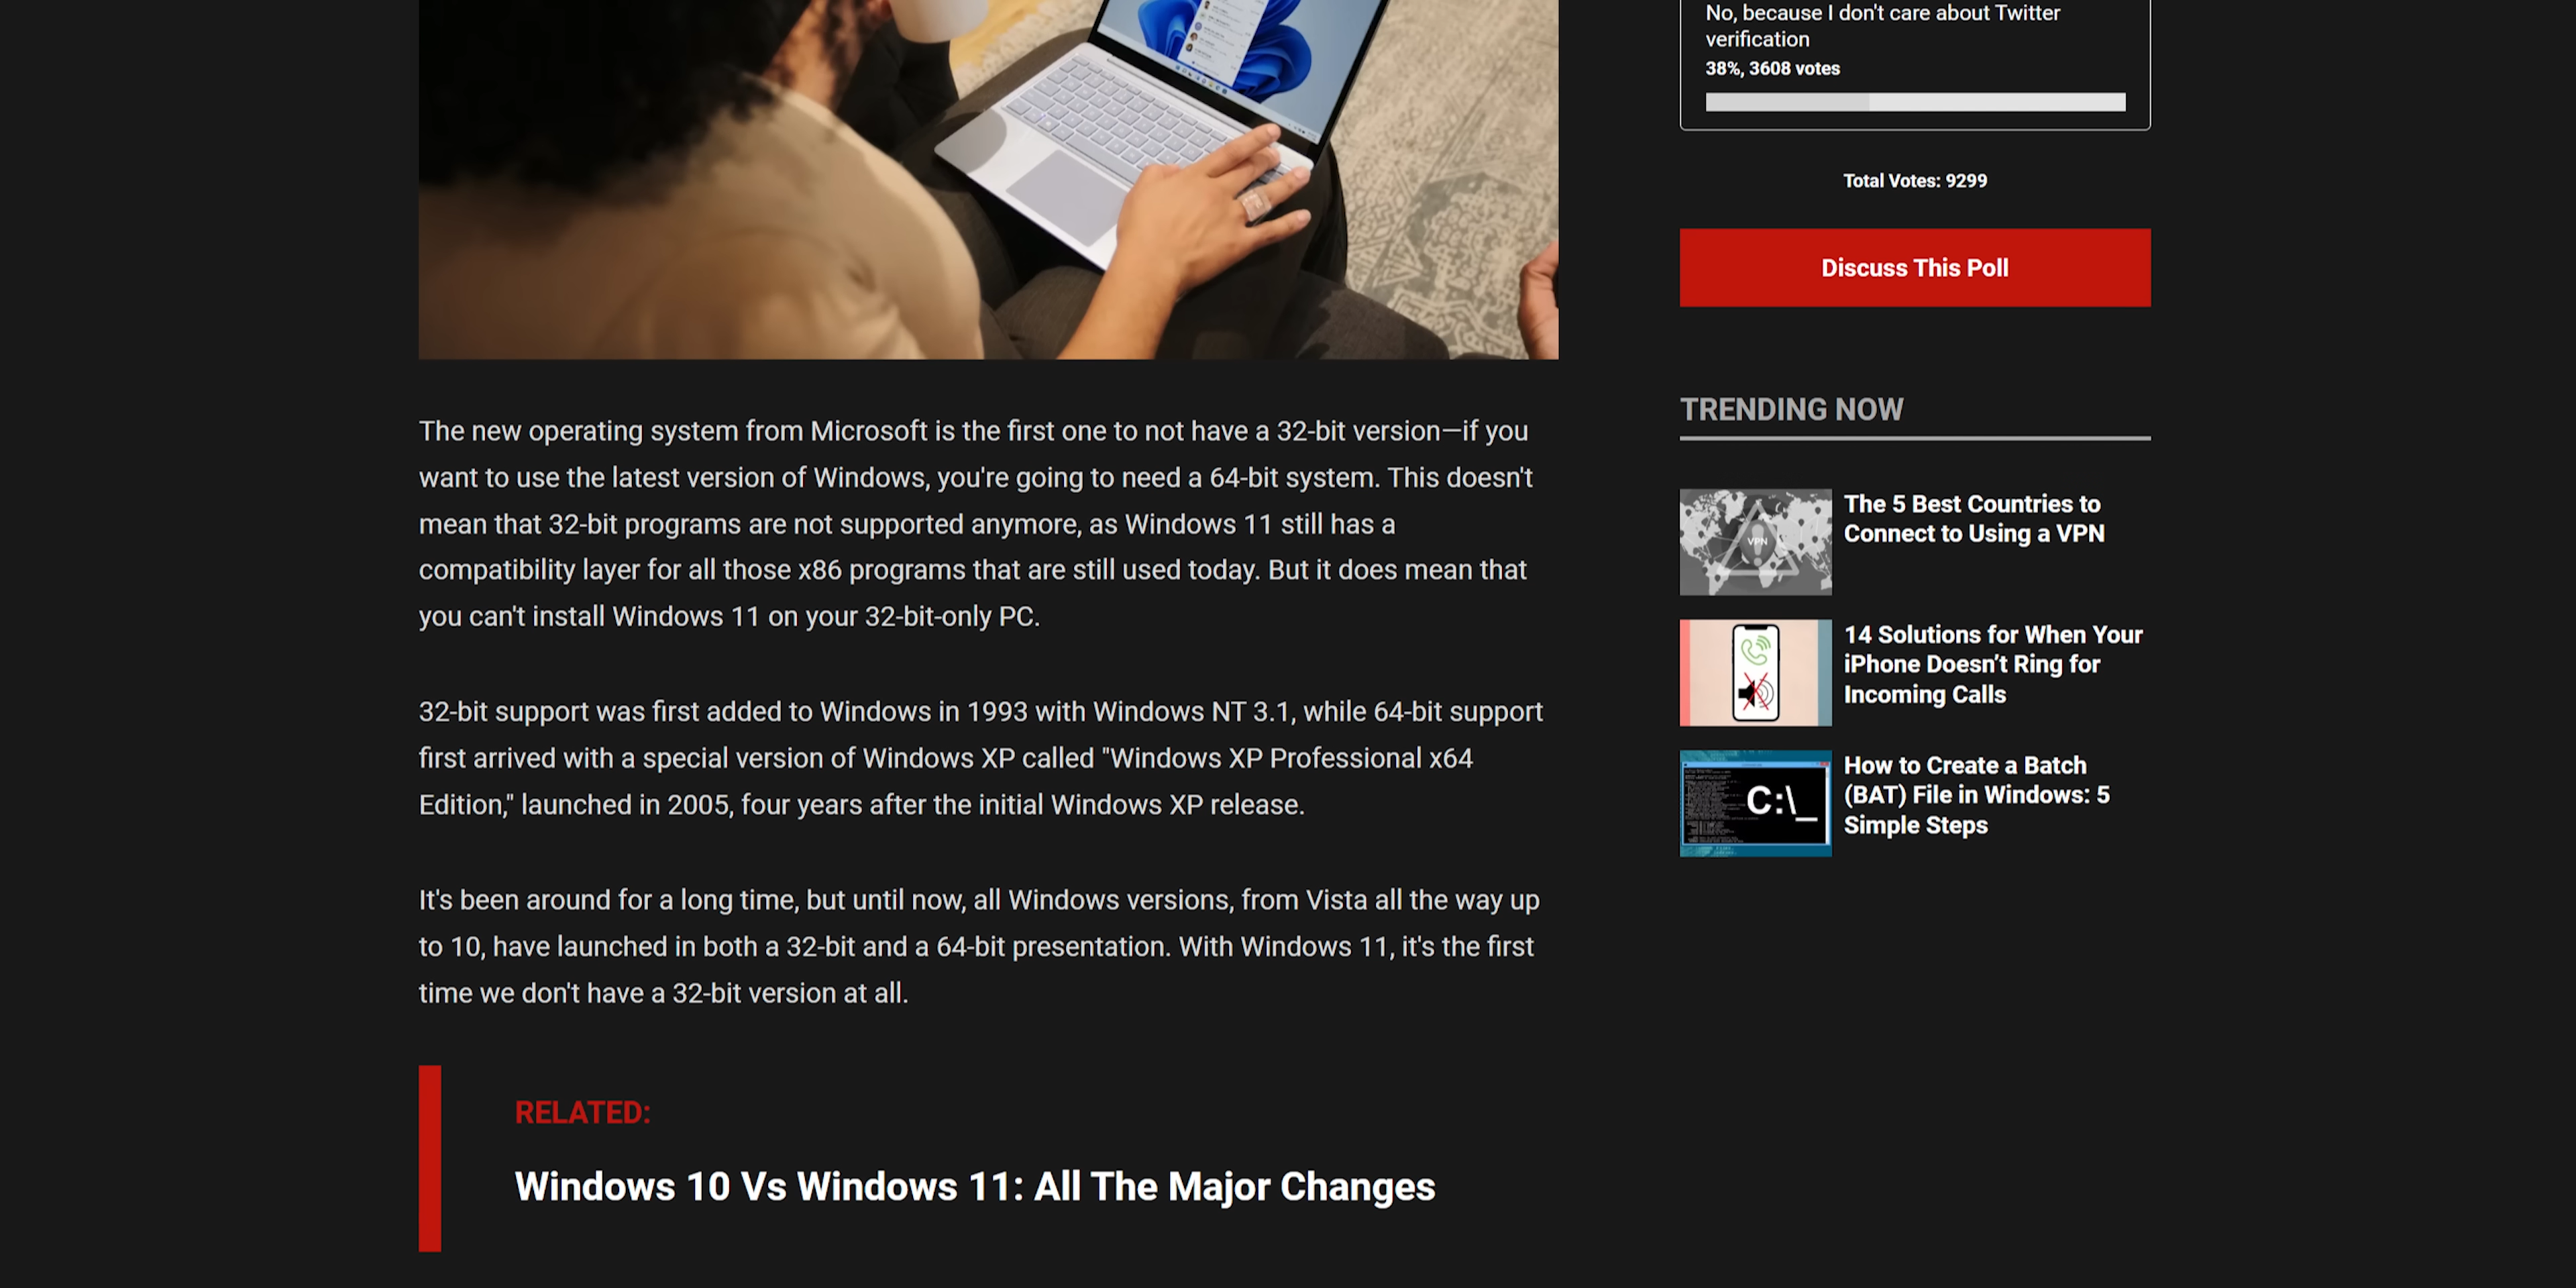 The new operating system from Microsoft is the first one to not have a 32-bit version—if you
want to use the latest version of Windows, you're going to need a 64-bit system. This doesn't
mean that 32-bit programs are not supported anymore, as Windows 11 still has a
compatibility layer for all those x86 programs that are still used today. But it does mean that
you can't install Windows 11 on your 32-bit-only PC.
32-bit support was first added to Windows in 1993 with Windows NT 3.1, while 64-bit support
first arrived with a special version of Windows XP called "Windows XP Professional x64
Edition," launched in 2005, four years after the initial Windows XP release.
It's been around for a long time, but until now, all Windows versions, from Vista all the way up
to 10, have launched in both a 32-bit and a 64-bit presentation. With Windows 11, it's the first
time we don't have a 32-bit version at all.
RELATED:
Windows 10 Vs Windows 11: All The Major Changes
No, because I don't care about Twitter
verification
38%, 3608 votes
Total Votes: 9299
Discuss This Poll
TRENDING NOW
VPN
The 5 Best Countries to
Connect to Using a VPN
14 Solutions for When Your
iPhone Doesn't Ring for
Incoming Calls
C:\_
How to Create a Batch
(BAT) File in Windows: 5
Simple Steps